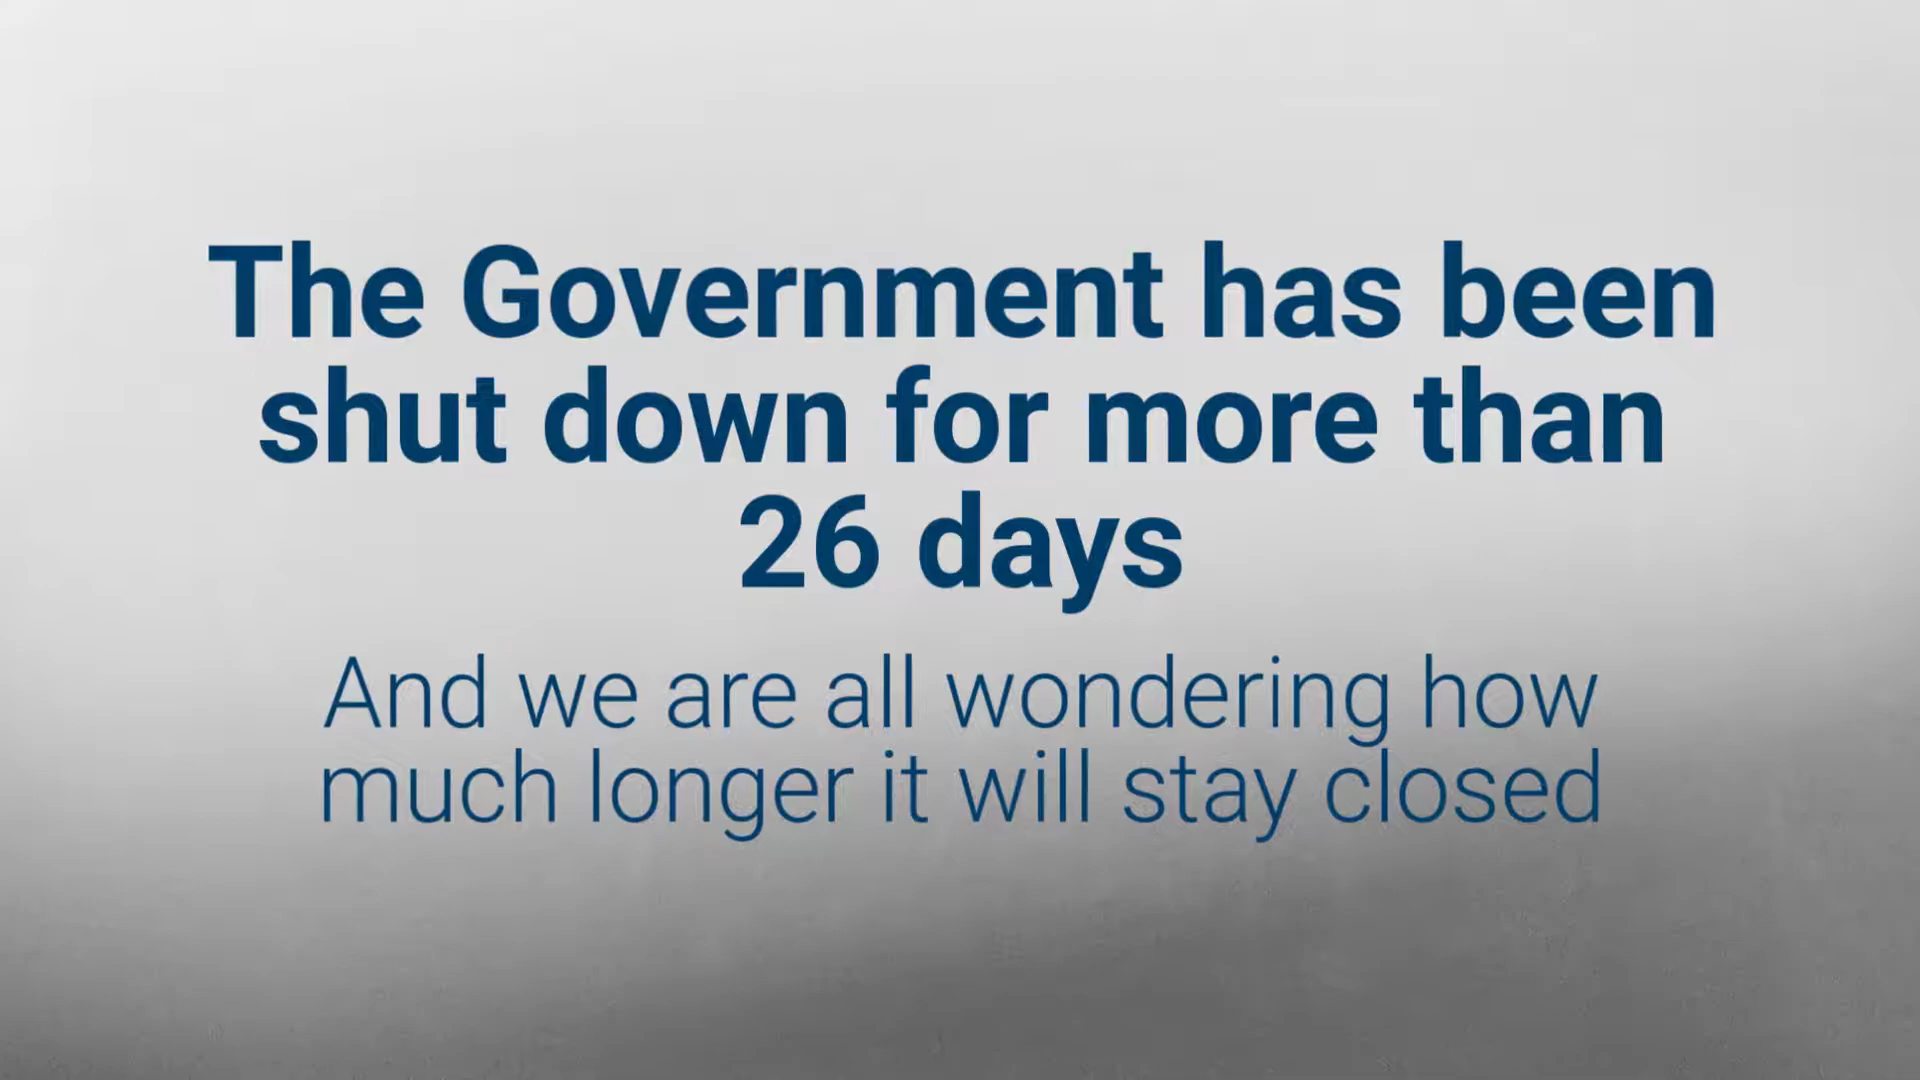 The Government has been
shut down for more than
26 days
And we are all wondering how
much longer it will stay closed